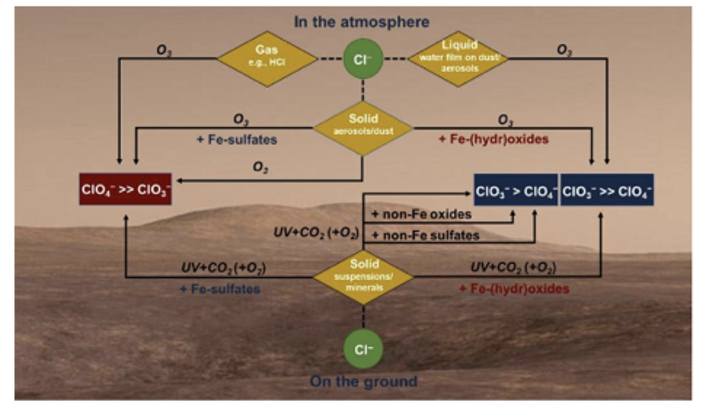 In the atmosphere
Gas
e.g., HCl
Cl⁻
Liquid
water film on dust/
aerosols
O₃
O₃
Solid
aerosols/dust
O₃
+ Fe-sulfates
O₃
+ Fe-(hydr)oxides
O₃
ClO₄⁻ >> ClO₃⁻
ClO₃⁻ > ClO₄⁻
ClO₃⁻ >> ClO₄⁻
+ non-Fe oxides
UV+CO₂ (+O₂)
+ non-Fe sulfates
Solid
suspensions/
minerals
UV+CO₂ (+O₂)
+ Fe-sulfates
UV+CO₂ (+O₂)
+ Fe-(hydr)oxides
Cl⁻
On the ground